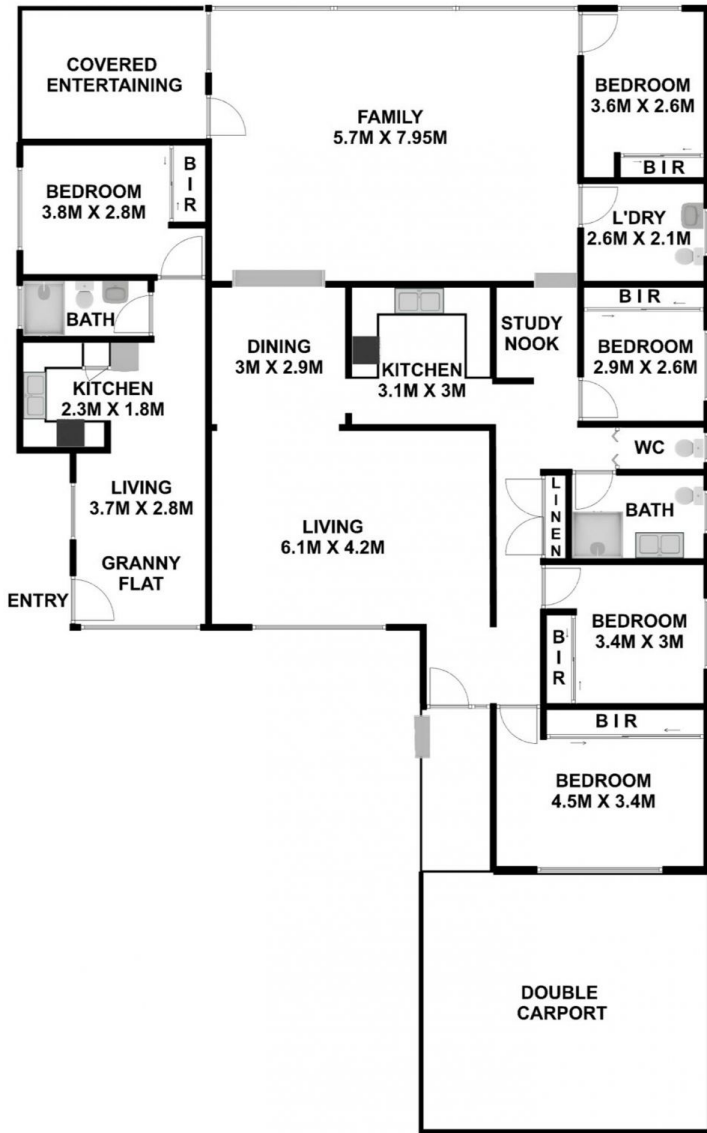 COVERED
ENTERTAINING
FAMILY
5.7M X 7.95M
BEDROOM
3.6M X 2.6M
BIR
BEDROOM
3.8M X 2.8M
BIR
L'DRY
2.6M X 2.1M
BIR
BATH
DINING
3M X 2.9M
KITCHEN
3.1M X 3M
STUDY
NOOK
BEDROOM
2.9M X 2.6M
KITCHEN
2.3M X 1.8M
WC
LIVING
3.7M X 2.8M
LIVING
6.1M X 4.2M
LINEN
BATH
GRANNY
FLAT
ENTRY
BEDROOM
3.4M X 3M
BIR
BIR
BEDROOM
4.5M X 3.4M
DOUBLE
CARPORT